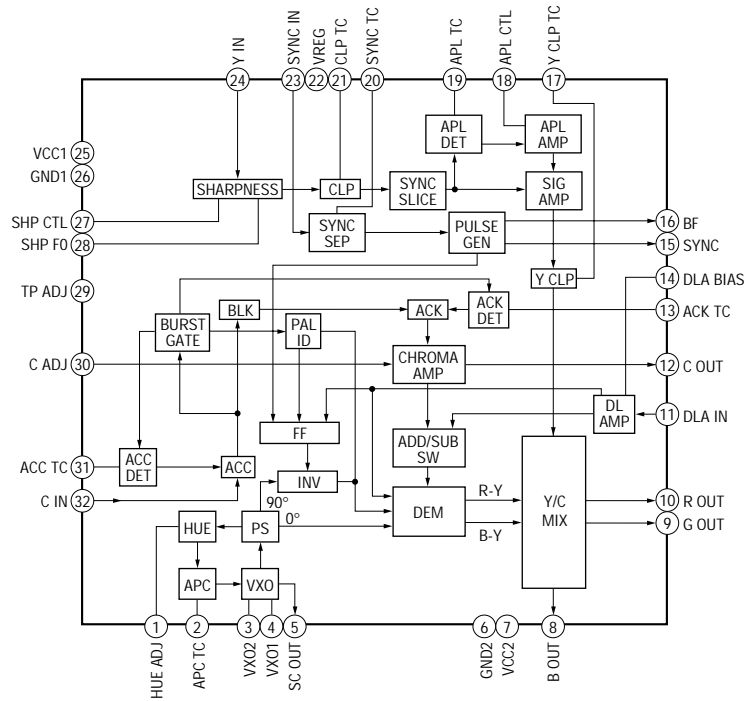 Y IN
SYNC IN
VREG
CLP TC
SYNC TC
APL TC
APL CTL
Y CLP TC
24
23
22
21
20
19
18
17
VCC1
25
GND1
26
SHP CTL
27
SHP F0
28
TP ADJ
29
C ADJ
30
ACC TC
31
C IN
32
APL
DET
APL
AMP
SHARPNESS
CLP
SYNC
SLICE
SIG
AMP
SYNC
SEP
PULSE
GEN
16
BF
15
SYNC
Y CLP
14
DLA BIAS
BLK
ACK
ACK
DET
13
ACK TC
BURST
GATE
PAL
ID
CHROMA
AMP
12
C OUT
DL
AMP
11
DLA IN
FF
ADD/SUB
SW
ACC
DET
ACC
INV
90°
0°
DEM
R-Y
B-Y
Y/C
MIX
10
R OUT
9
G OUT
HUE
PS
APC
VXO
1
2
3
4
5
6
7
8
HUE ADJ
APC TC
VXO2
VXO1
SC OUT
GND2
VCC2
B OUT